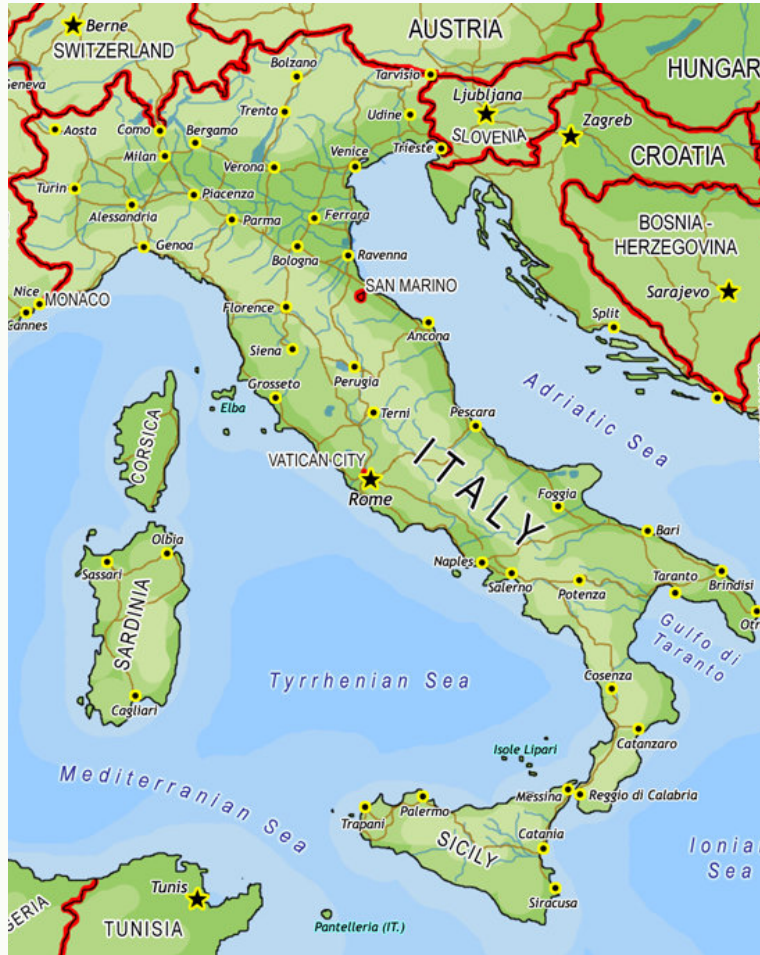 Berne
SWITZERLAND
AUSTRIA
HUNGAR
Geneva
Bolzano
Tarvisio
Ljubljana
SLOVENIA
Zagreb
CROATIA
Aosta
Como
Bergamo
Trento
Udine
Milan
Verona
Venice
Trieste
Turin
Piacenza
Alessandria
Parma
Ferrara
BOSNIA -
HERZEGOVINA
Genoa
Bologna
Ravenna
Nice
MONACO
Cannes
SAN MARINO
Sarajevo
Florence
Split
Ancona
Siena
Perugia
Grosseto
Elba
Adriatic Sea
CORSICA
Terni
Pescara
VATICAN CITY
Rome
ITALY
Foggia
Bari
Olbia
Sassari
Naples
Salerno
Potenza
Taranto
Brindisi
Otr
SARDINIA
Gulfo di
Taranto
Tyrrhenian Sea
Cosenza
Cagliari
Catanzaro
Isole Lipari
Mediterranian Sea
Messina
Reggio di Calabria
Trapani
Palermo
SICILY
Catania
Ionia
Sea
Siracusa
Tunis
GERIA
TUNISIA
Pantelleria (IT.)